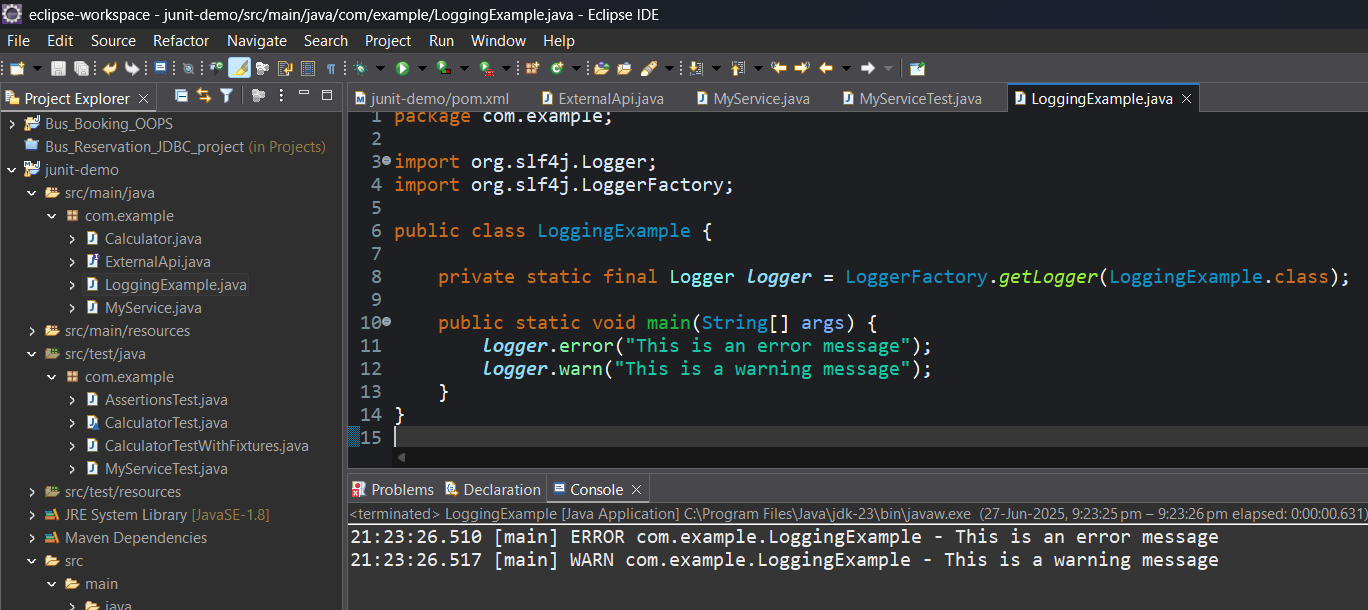 eclipse-workspace - junit-demo/src/main/java/com/example/LoggingExample.java - Eclipse IDE
File Edit Source Refactor Navigate Search Project Run Window Help
Project Explorer
Bus_Booking_OOPS
Bus_Reservation_JDBC_project (in Projects)
junit-demo
src/main/java
com.example
Calculator.java
ExternalApi.java
LoggingExample.java
MyService.java
src/main/resources
src/test/java
com.example
AssertionsTest.java
CalculatorTest.java
CalculatorTestWithFixtures.java
MyServiceTest.java
src/test/resources
JRE System Library [JavaSE-1.8]
Maven Dependencies
src
main
java
junit-demo/pom.xml ExternalApi.java MyService.java MyServiceTest.java LoggingExample.java
1 package com.example;
2
3 import org.slf4j.Logger;
4 import org.slf4j.LoggerFactory;
5
6 public class LoggingExample {
7
8 private static final Logger logger = LoggerFactory.getLogger(LoggingExample.class);
9
10 public static void main(String[] args) {
11 logger.error("This is an error message");
12 logger.warn("This is a warning message");
13 }
14 }
15
Problems Declaration Console
<terminated> LoggingExample [Java Application] C:\Program Files\Java\jdk-23\bin\javaw.exe (27-Jun-2025, 9:23:25 pm – 9:23:26 pm elapsed: 0:00:00.631)
21:23:26.510 [main] ERROR com.example.LoggingExample - This is an error message
21:23:26.517 [main] WARN com.example.LoggingExample - This is a warning message